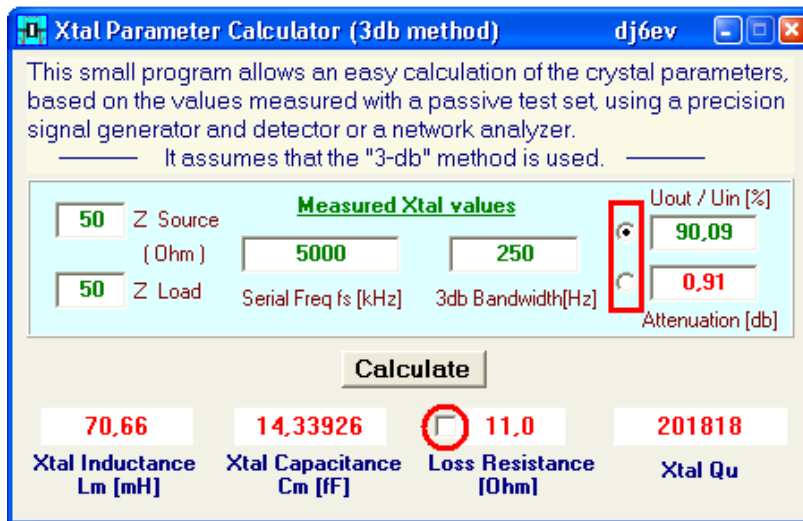 Xtal Parameter Calculator (3db method) dj6ev
This small program allows an easy calculation of the crystal parameters,
based on the values measured with a passive test set, using a precision
signal generator and detector or a network analyzer.
It assumes that the "3-db" method is used.
Measured Xtal values
Uout / Uin [%]
50 Z Source
(Ohm)
5000 250 90,09
50 Z Load
Serial Freq fs [kHz] 3db Bandwidth[Hz] 0,91
Attenuation [db]
Calculate
70,66 14,33926 11,0 201818
Xtal Inductance Xtal Capacitance Loss Resistance Xtal Qu
Lm [mH] Cm [fF] [Ohm]